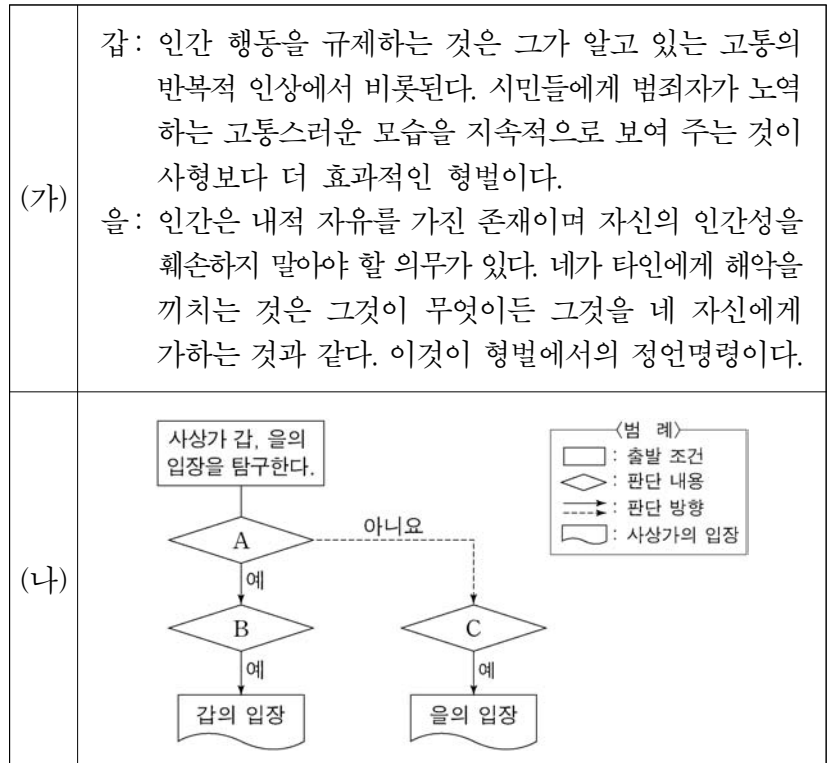 (가)
갑: 인간 행동을 규제하는 것은 그가 알고 있는 고통의
반복적 인상에서 비롯된다. 시민들에게 범죄자가 노역
하는 고통스러운 모습을 지속적으로 보여 주는 것이
사형보다 더 효과적인 형벌이다.
을: 인간은 내적 자유를 가진 존재이며 자신의 인간성을
훼손하지 말아야 할 의무가 있다. 네가 타인에게 해악을
끼치는 것은 그것이 무엇이든 그것을 네 자신에게
가하는 것과 같다. 이것이 형벌에서의 정언명령이다.
(나)
사상가 갑, 을의
입장을 탐구한다.
〈범 례〉
: 출발 조건
: 판단 내용
: 판단 방향
: 사상가의 입장
A
아니요
예
B
C
예
예
갑의 입장
을의 입장